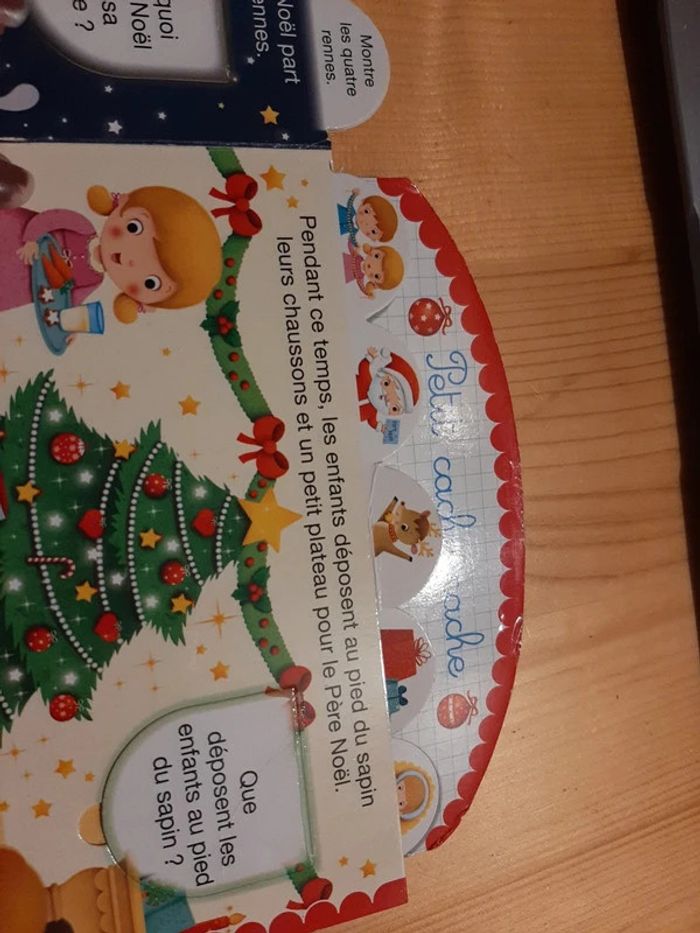 quoi
Noël
sa
e ?
Noël part
ennes.
Montre
les quatre
rennes.
Pendant ce temps, les enfants déposent au pied du sapin
leurs chaussons et un petit plateau pour le Père Noël.
Petit cache cache
Que
déposent les
enfants au pied
du sapin ?